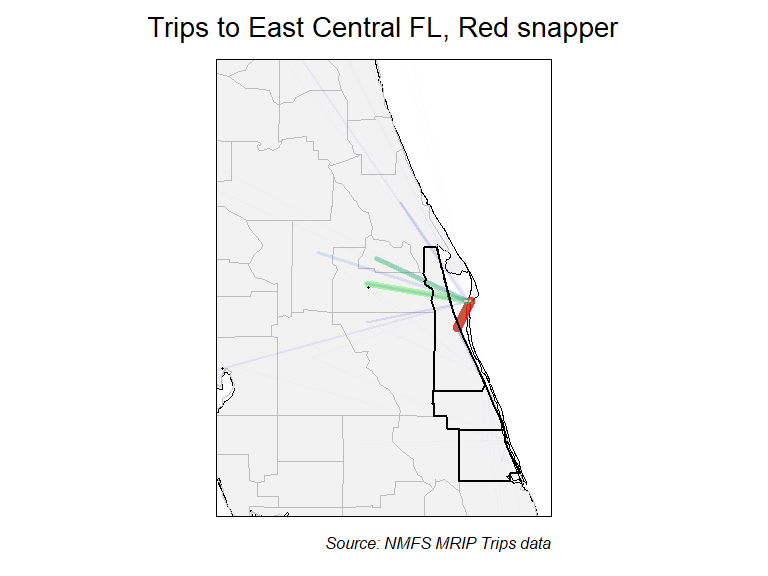 Trips to East Central FL, Red snapper
Source: NMFS MRIP Trips data